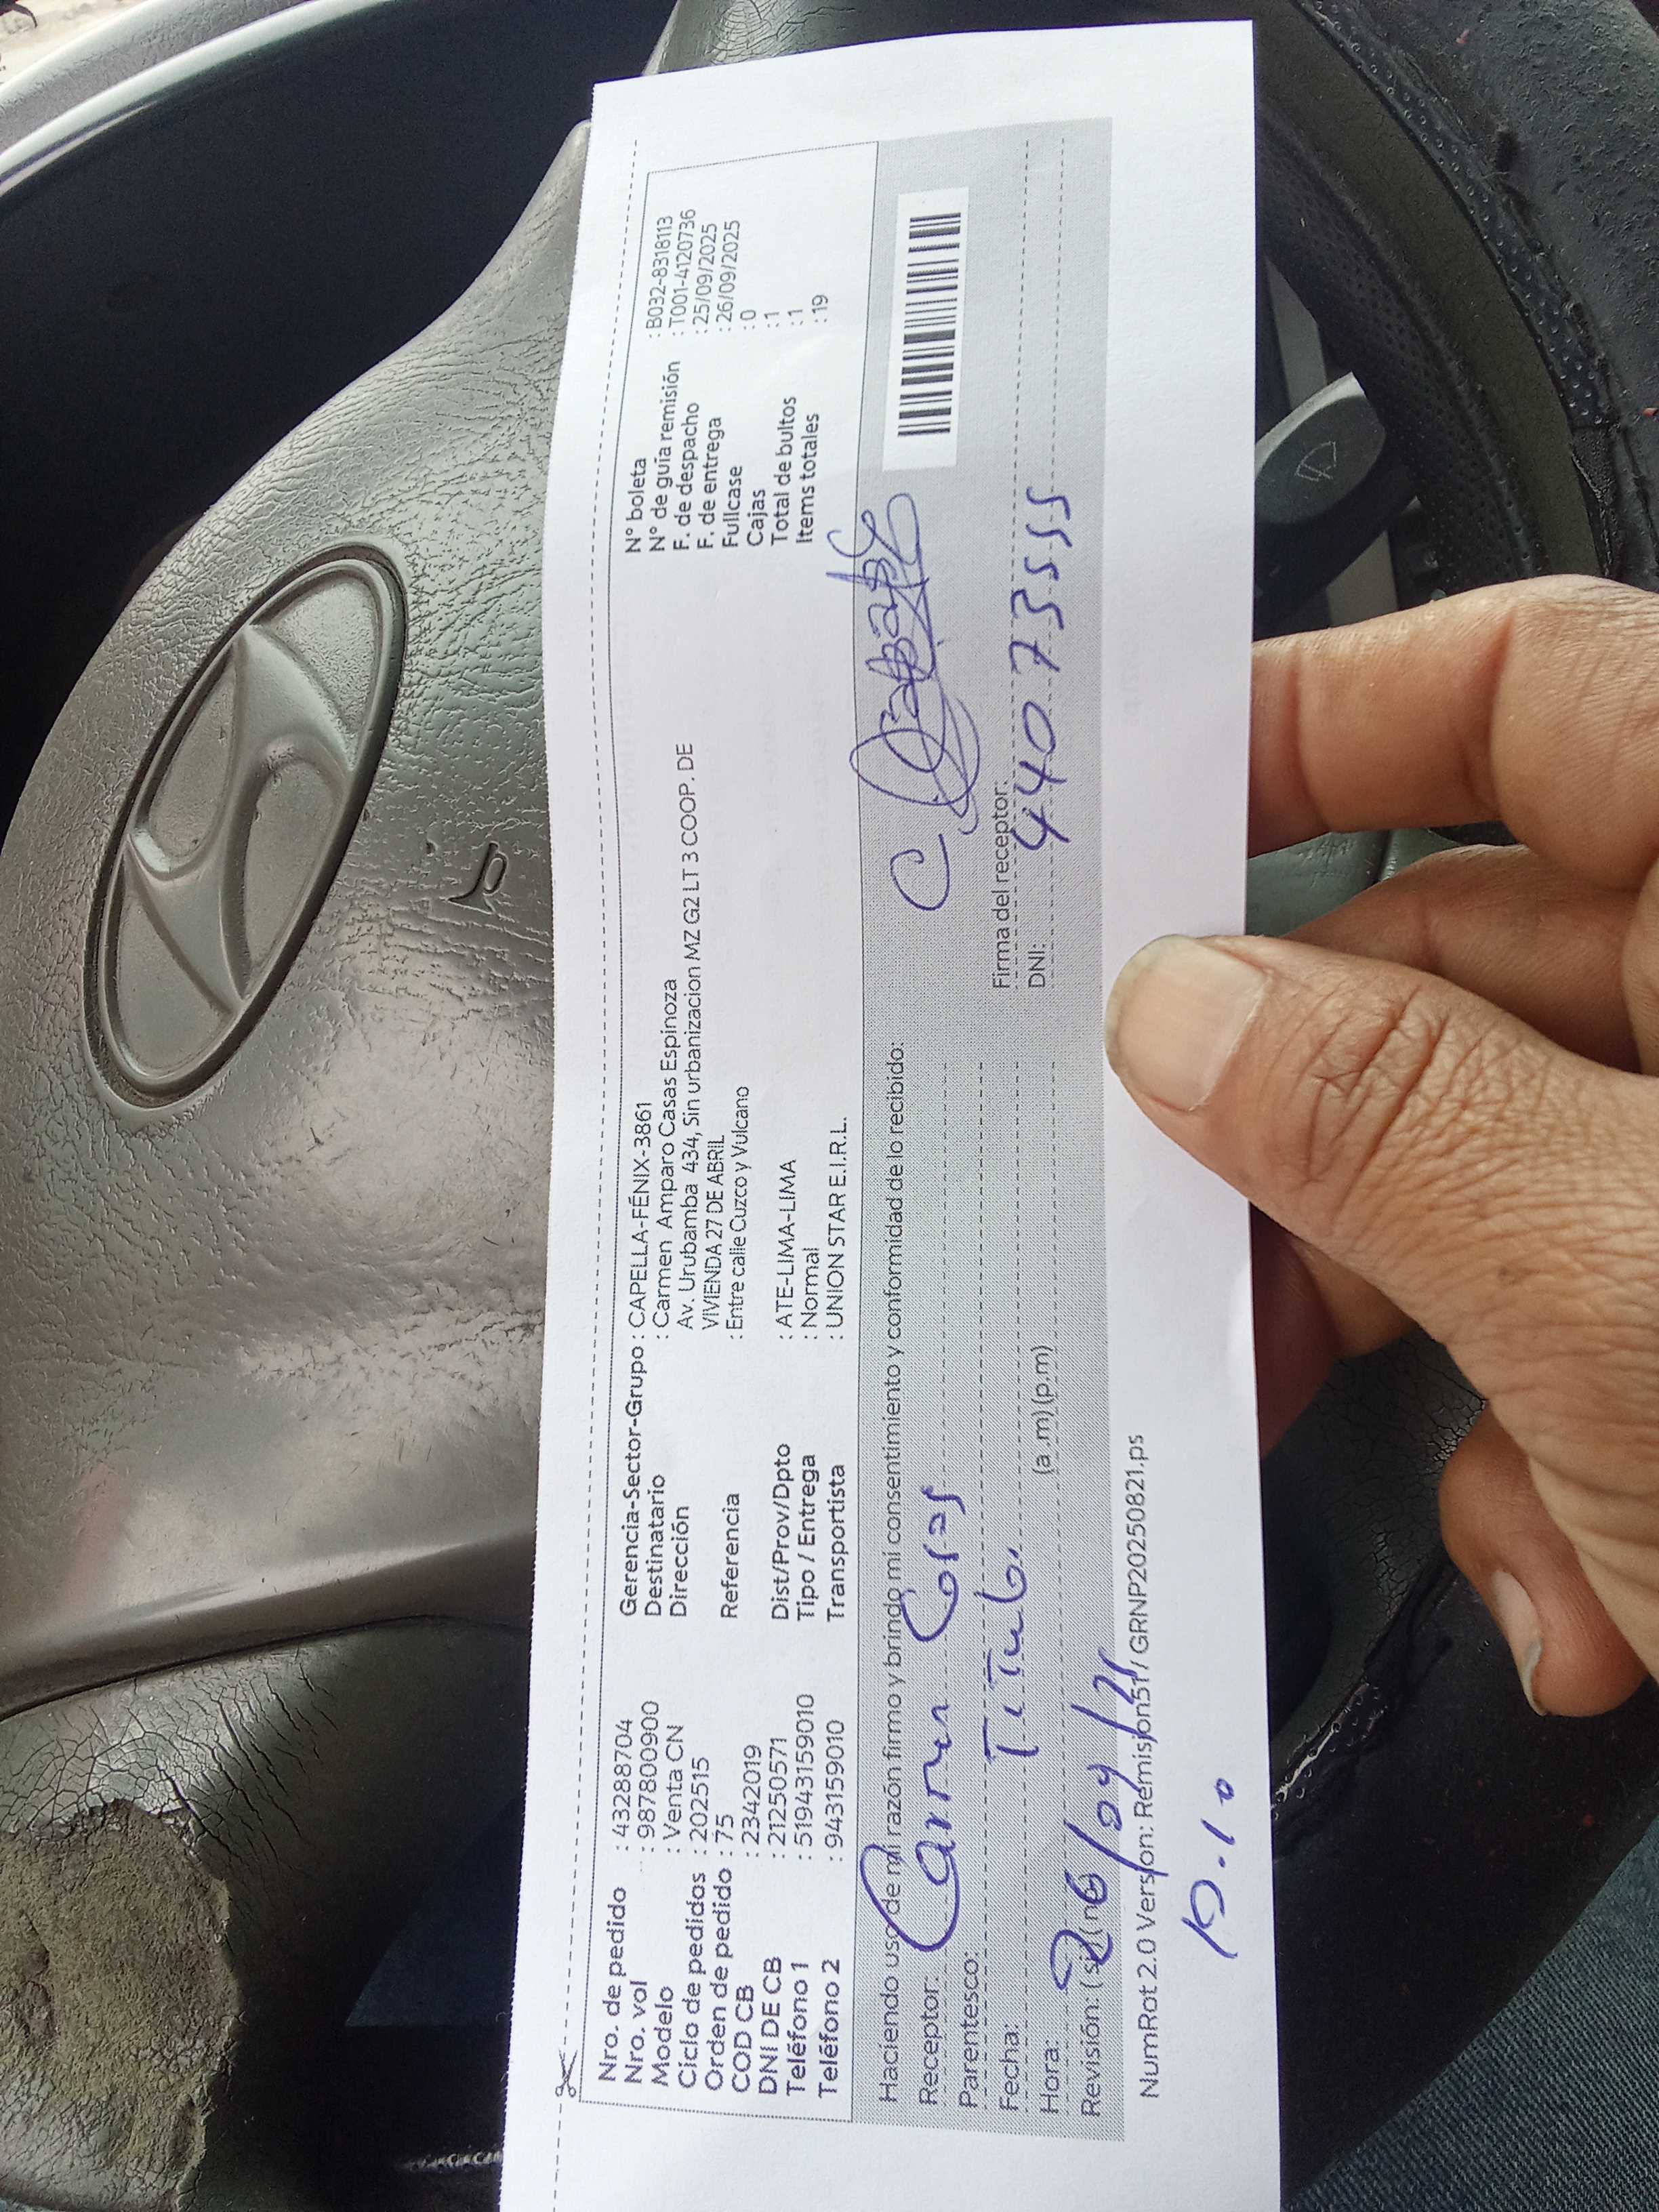 Nro. de pedido : 43288704
Nro. vol : 987800900
Modelo : Venta CN
Ciclo de pedidos : 202515
Orden de pedido : 75
COD CB : 2342019
DNI DE CB : 21250571
Teléfono 1 : 51943159010
Teléfono 2 : 943159010
Gerencia-Sector-Grupo : CAPELLA-FÉNIX-3861
Destinatario : Carmen Amparo Casas Espinoza
Dirección Av. Urubamba 434, Sin urbanizacion MZ G2 LT 3 COOP. DE
VIVIENDA 27 DE ABRIL
Referencia : Entre calle Cuzco y Vulcano
Dist/Prov/Dpto : ATE-LIMA-LIMA
Tipo / Entrega : Normal
Transportista : UNION STAR E.I.R.L.
N° boleta : B032-8318113
N° de guía remisión : T001-4120736
F. de despacho : 25/09/2025
F. de entrega : 26/09/2025
Fullcase : 0
Cajas : 1
Total de bultos : 1
Items totales : 19
Haciendo uso de mi razón firmo y brindo mi consentimiento y conformidad de lo recibido:
Receptor: Carmen Casas
Parentesco: Titular
Fecha:
Hora: (a.m) (p.m)
26/09/25
Revisión: (si) (no)
Firma del receptor:
DNI: 44073555
NumRot 2.0 Version: Remision51 / GRNP20250821.ps
10.10